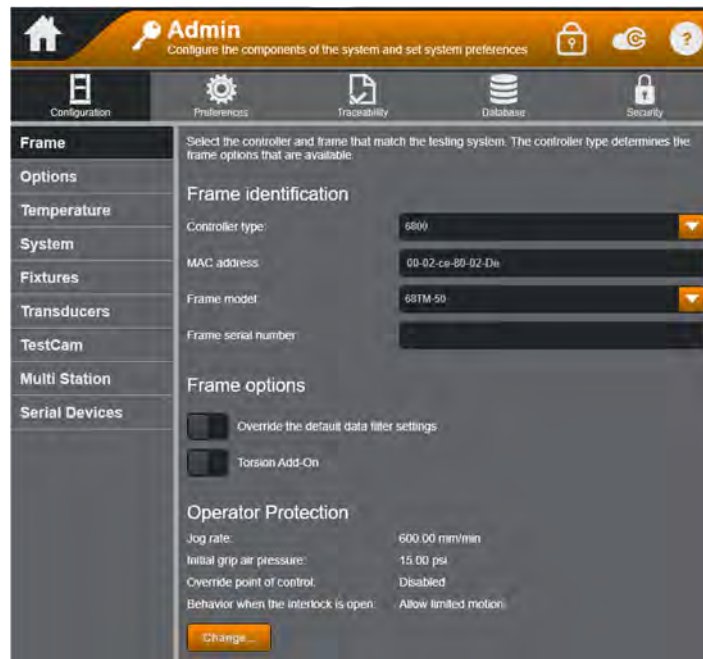 Admin
Configure the components of the system and set system preferences
?
Configuration
Preferences
Traceability
Database
Security
Frame
Options
Temperature
System
Fixtures
Transducers
TestCam
Multi Station
Serial Devices
Select the controller and frame that match the testing system. The controller type determines the
frame options that are available.
Frame identification
Controller type: 6800
MAC address 00-02-ce-80-02-De
Frame model 68TM-50
Frame serial number
Frame options
Override the default data filter settings
Torsion Add-On
Operator Protection
Jog rate: 600.00 mm/min
Initial grip air pressure: 15.00 psi
Override point of control: Disabled
Behavior when the interlock is open: Allow limited motion
Change...